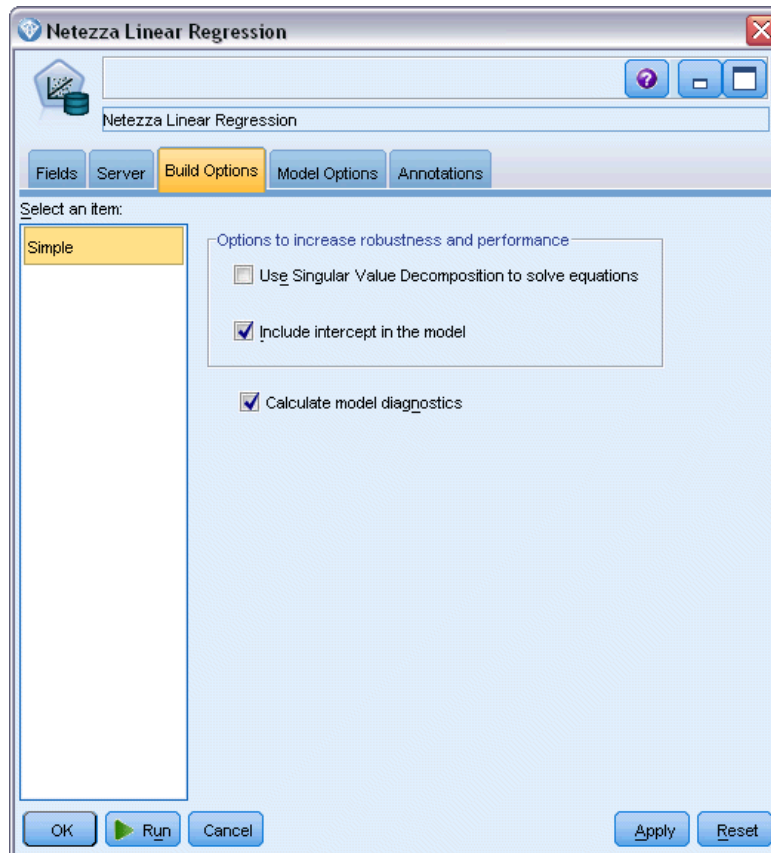 Netezza Linear Regression
Netezza Linear Regression
Fields Server Build Options Model Options Annotations
Select an item:
Simple
Options to increase robustness and performance
Use Singular Value Decomposition to solve equations
Include intercept in the model
Calculate model diagnostics
OK Run Cancel Apply Reset